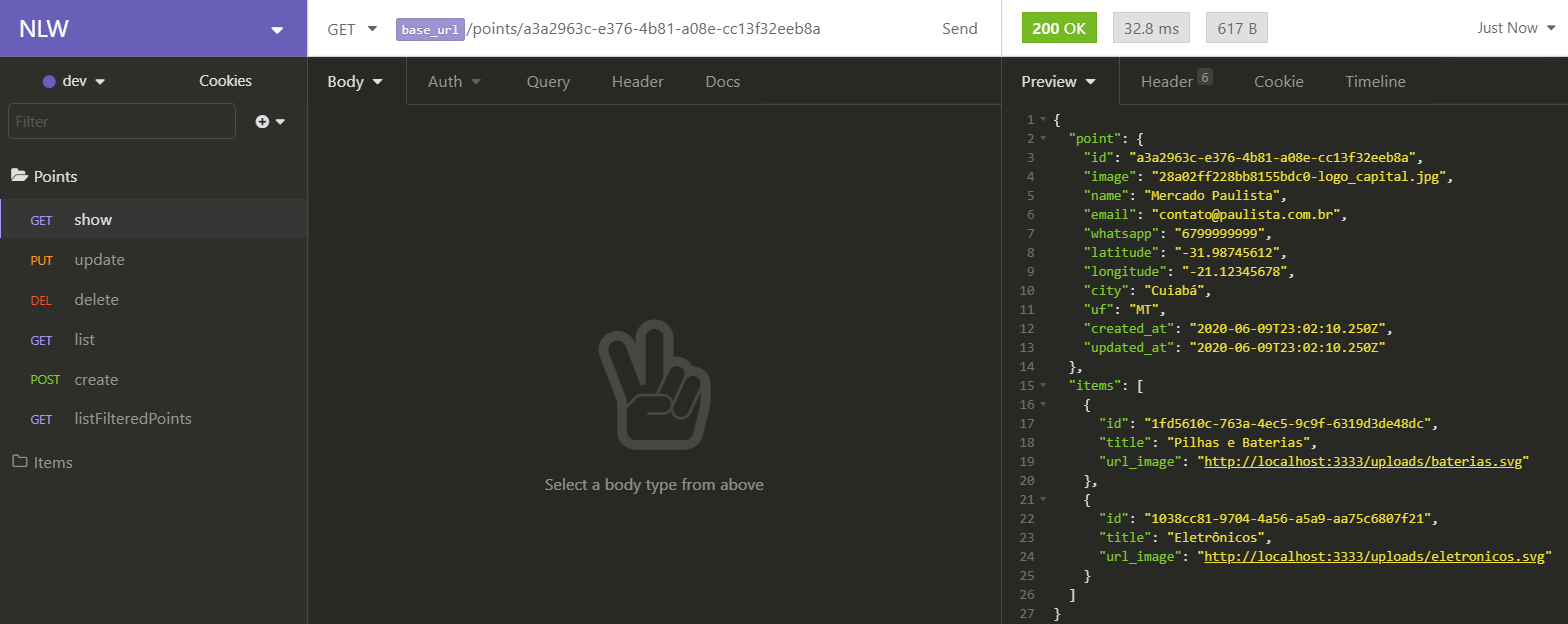 NLW
dev
Cookies
Filter
Points
GET show
PUT update
DEL delete
GET list
POST create
GET listFilteredPoints
Items
GET base_url/points/a3a2963c-e376-4b81-a08e-cc13f32eeb8a Send
Body Auth Query Header Docs
Select a body type from above
200 OK 32.8 ms 617 B Just Now
Preview Header 6 Cookie Timeline
1 {
2 "point": {
3 "id": "a3a2963c-e376-4b81-a08e-cc13f32eeb8a",
4 "image": "28a02ff228bb8155bdc0-logo_capital.jpg",
5 "name": "Mercado Paulista",
6 "email": "contato@paulista.com.br",
7 "whatsapp": "6799999999",
8 "latitude": "-31.98745612",
9 "longitude": "-21.12345678",
10 "city": "Cuiabá",
11 "uf": "MT",
12 "created_at": "2020-06-09T23:02:10.250Z",
13 "updated_at": "2020-06-09T23:02:10.250Z"
14 },
15 "items": [
16 {
17 "id": "1fd5610c-763a-4ec5-9c9f-6319d3de48dc",
18 "title": "Pilhas e Baterias",
19 "url_image": "http://localhost:3333/uploads/baterias.svg"
20 },
21 {
22 "id": "1038cc81-9704-4a56-a5a9-aa75c6807f21",
23 "title": "Eletrônicos",
24 "url_image": "http://localhost:3333/uploads/eletronicos.svg"
25 }
26 ]
27 }